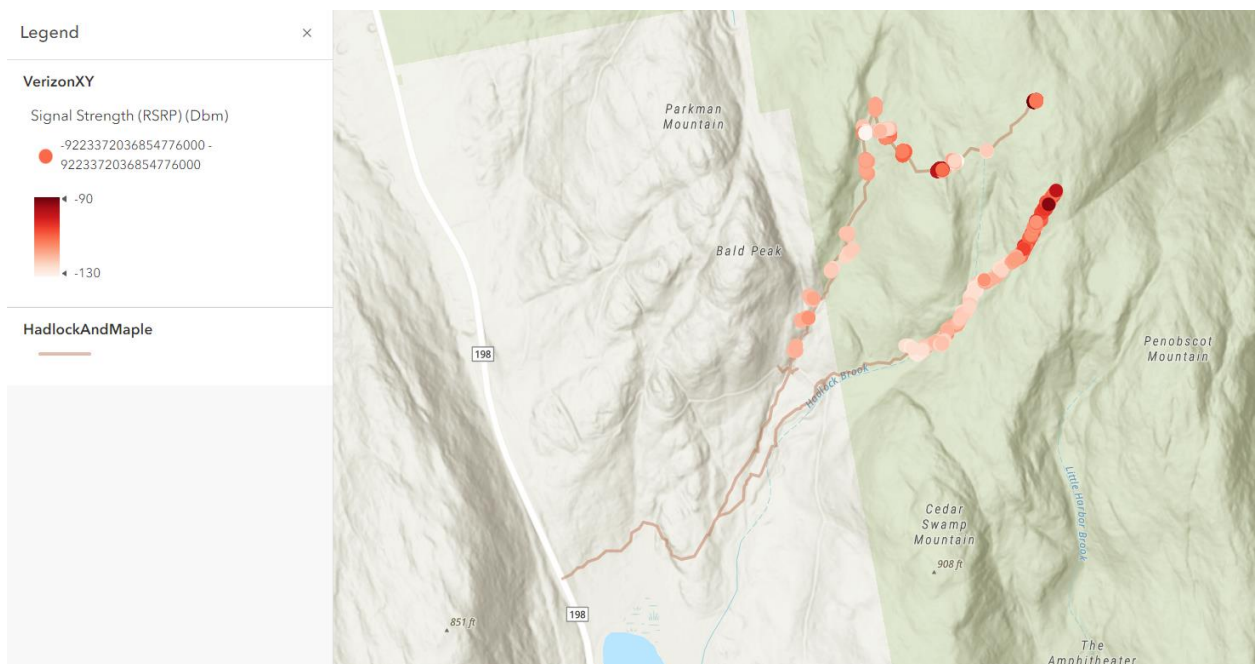 Legend
×
VerizonXY
Signal Strength (RSRP) (Dbm)
-9223372036854776000 -
9223372036854776000
-90
-130
HadlockAndMaple
Parkman
Mountain
Bald Peak
198
Penobscot
Mountain
Hadlock Brook
Little Harbor Brook
Cedar
Swamp
Mountain
908 ft
198
851 ft
The
Amphitheater